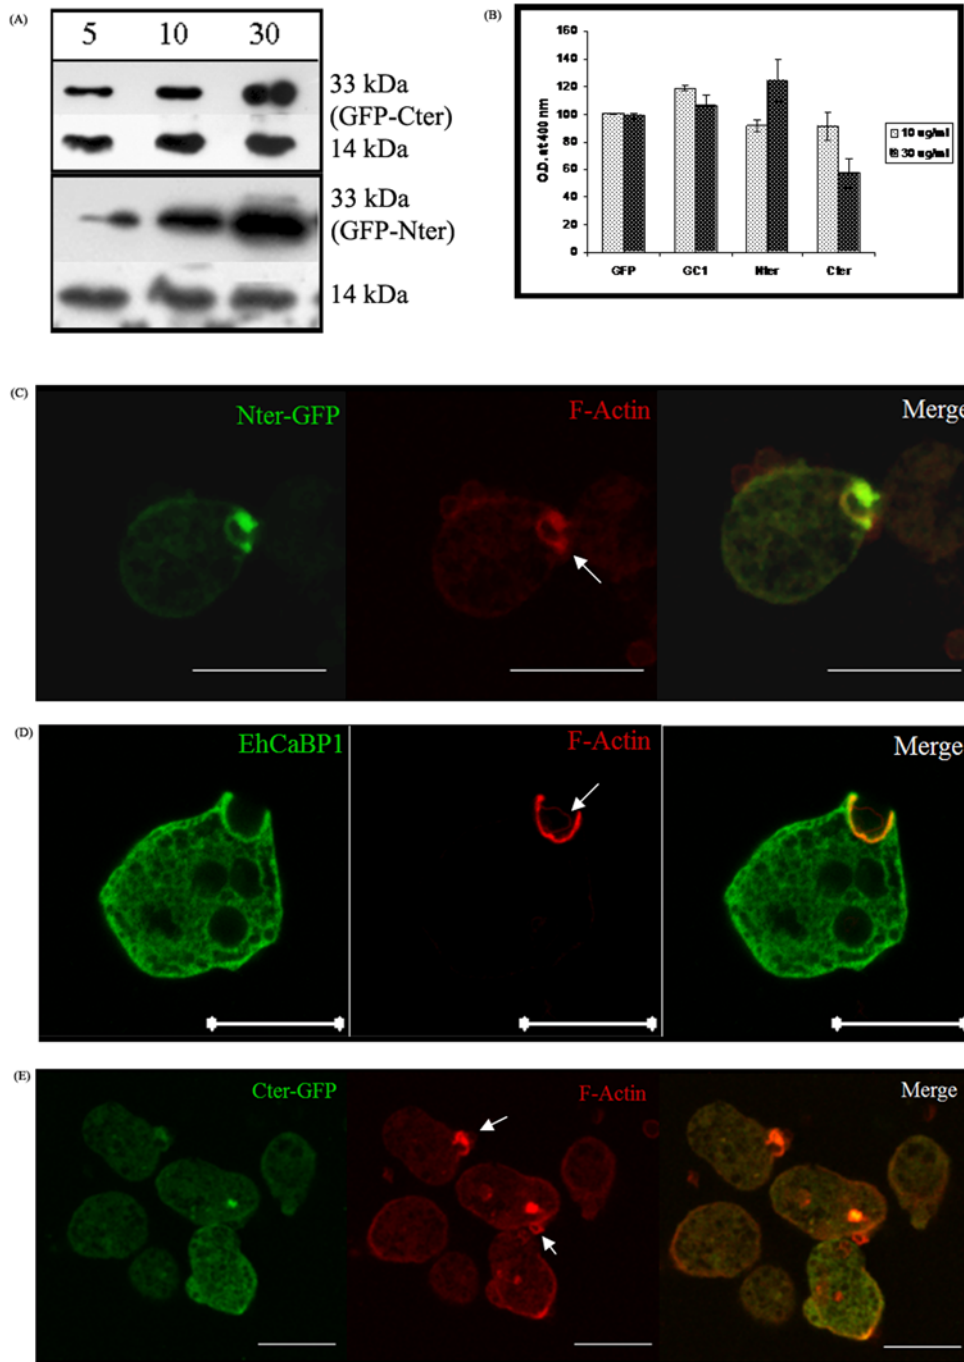 (A)
5 10 30
33 kDa
(GFP-Cter)
14 kDa
33 kDa
(GFP-Nter)
14 kDa
(B)
160
140
120
100
80
60
40
20
0
O.D. at 400 nm
GFP GC1 Nter Cter
10 ug/ml
30 ug/ml
(C)
Nter-GFP F-Actin Merge
(D)
EhCaBP1 F-Actin Merge
(E)
Cter-GFP F-Actin Merge